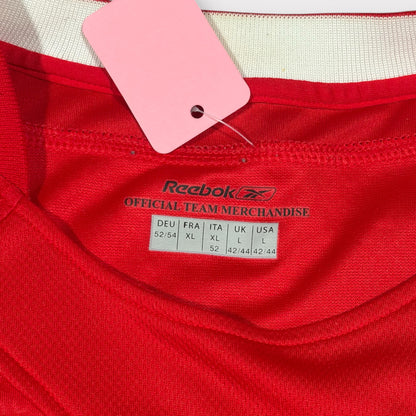 Reebok
OFFICIAL TEAM MERCHANDISE
DEU FRA ITA UK USA
52/54 XL XL L L
52 42/44 42/44